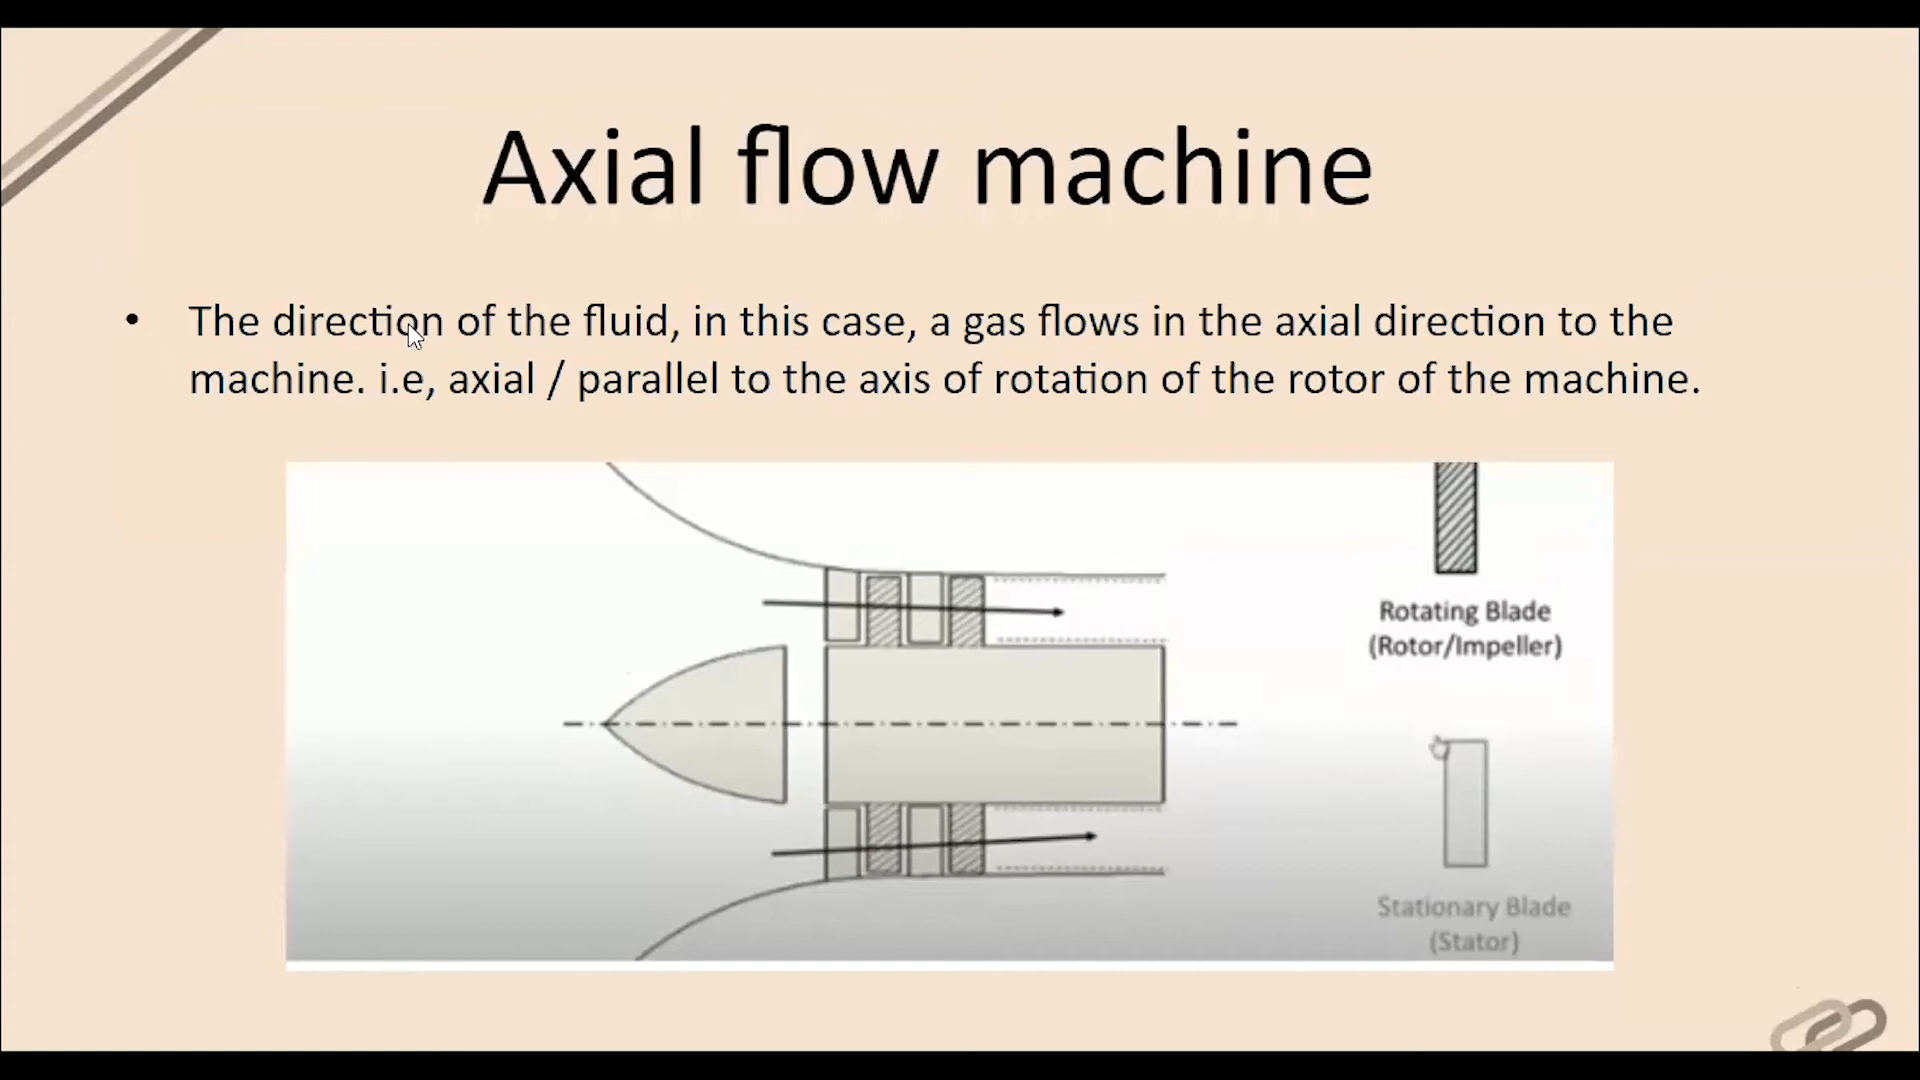 Axial flow machine
• The direction of the fluid, in this case, a gas flows in the axial direction to the
machine. i.e, axial / parallel to the axis of rotation of the rotor of the machine.
Rotating Blade
(Rotor/Impeller)
Stationary Blade
(Stator)